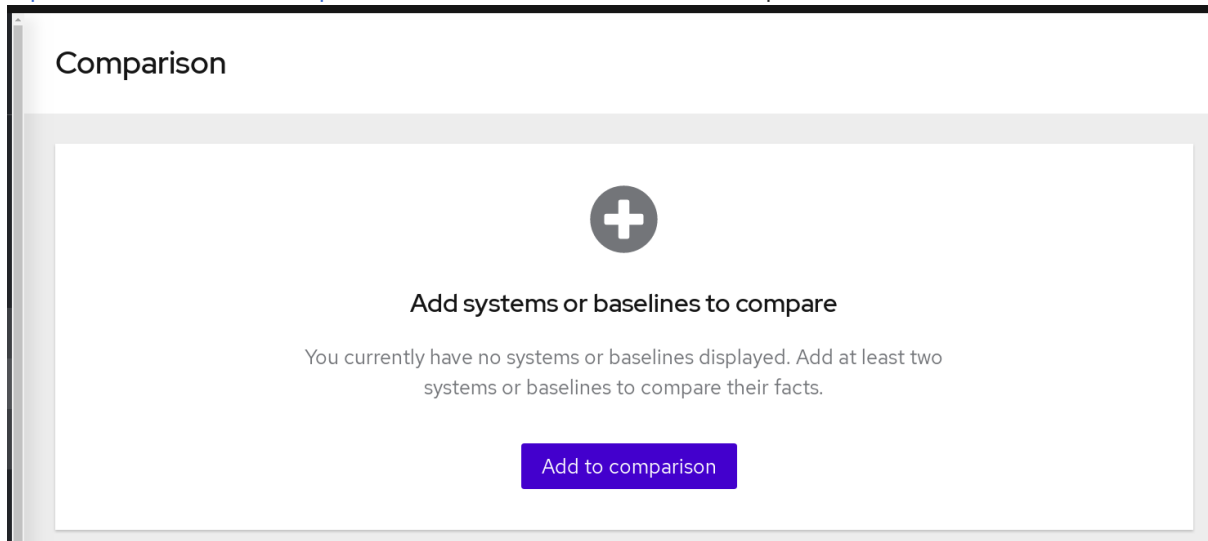 Comparison
Add systems or baselines to compare
You currently have no systems or baselines displayed. Add at least two
systems or baselines to compare their facts.
Add to comparison